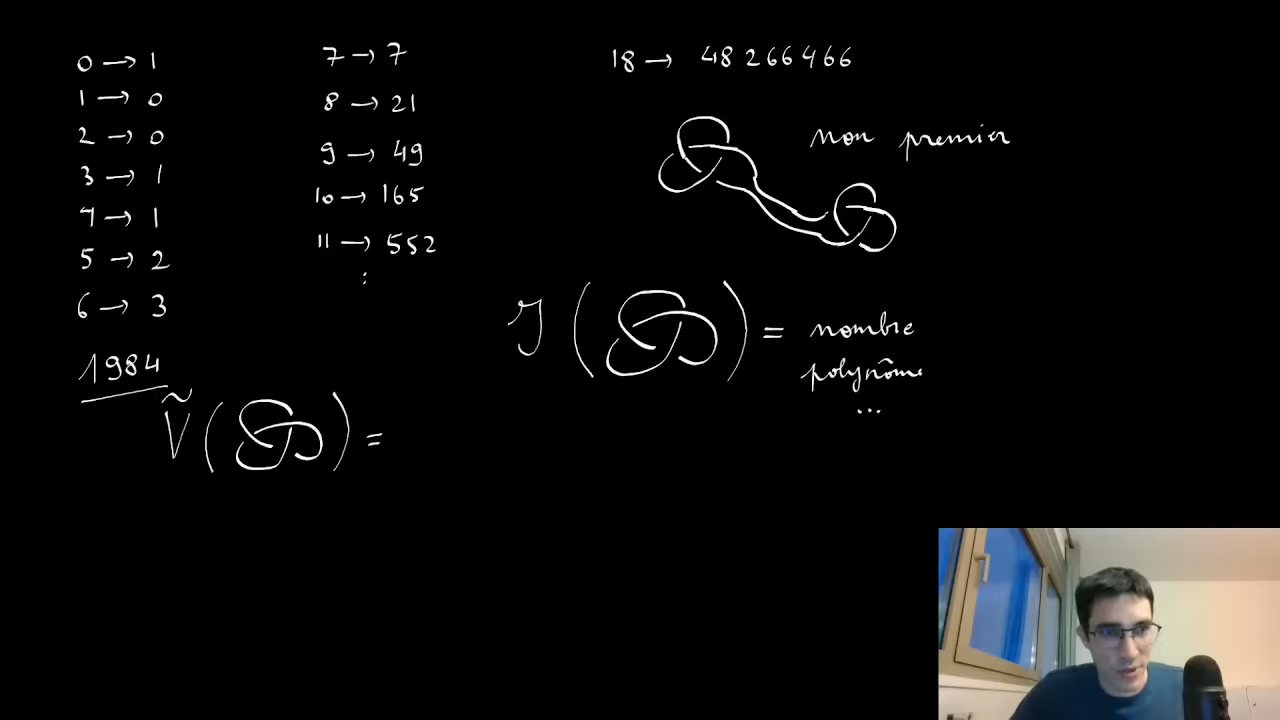 0 → 1
1 → 0
2 → 0
3 → 1
4 → 1
5 → 2
6 → 3
7 → 7
8 → 21
9 → 49
10 → 165
11 → 552
⋮
18 → 48 266 466
non premier
J ( ) = nombre
polynôme
...
1984
Ṽ ( ) =